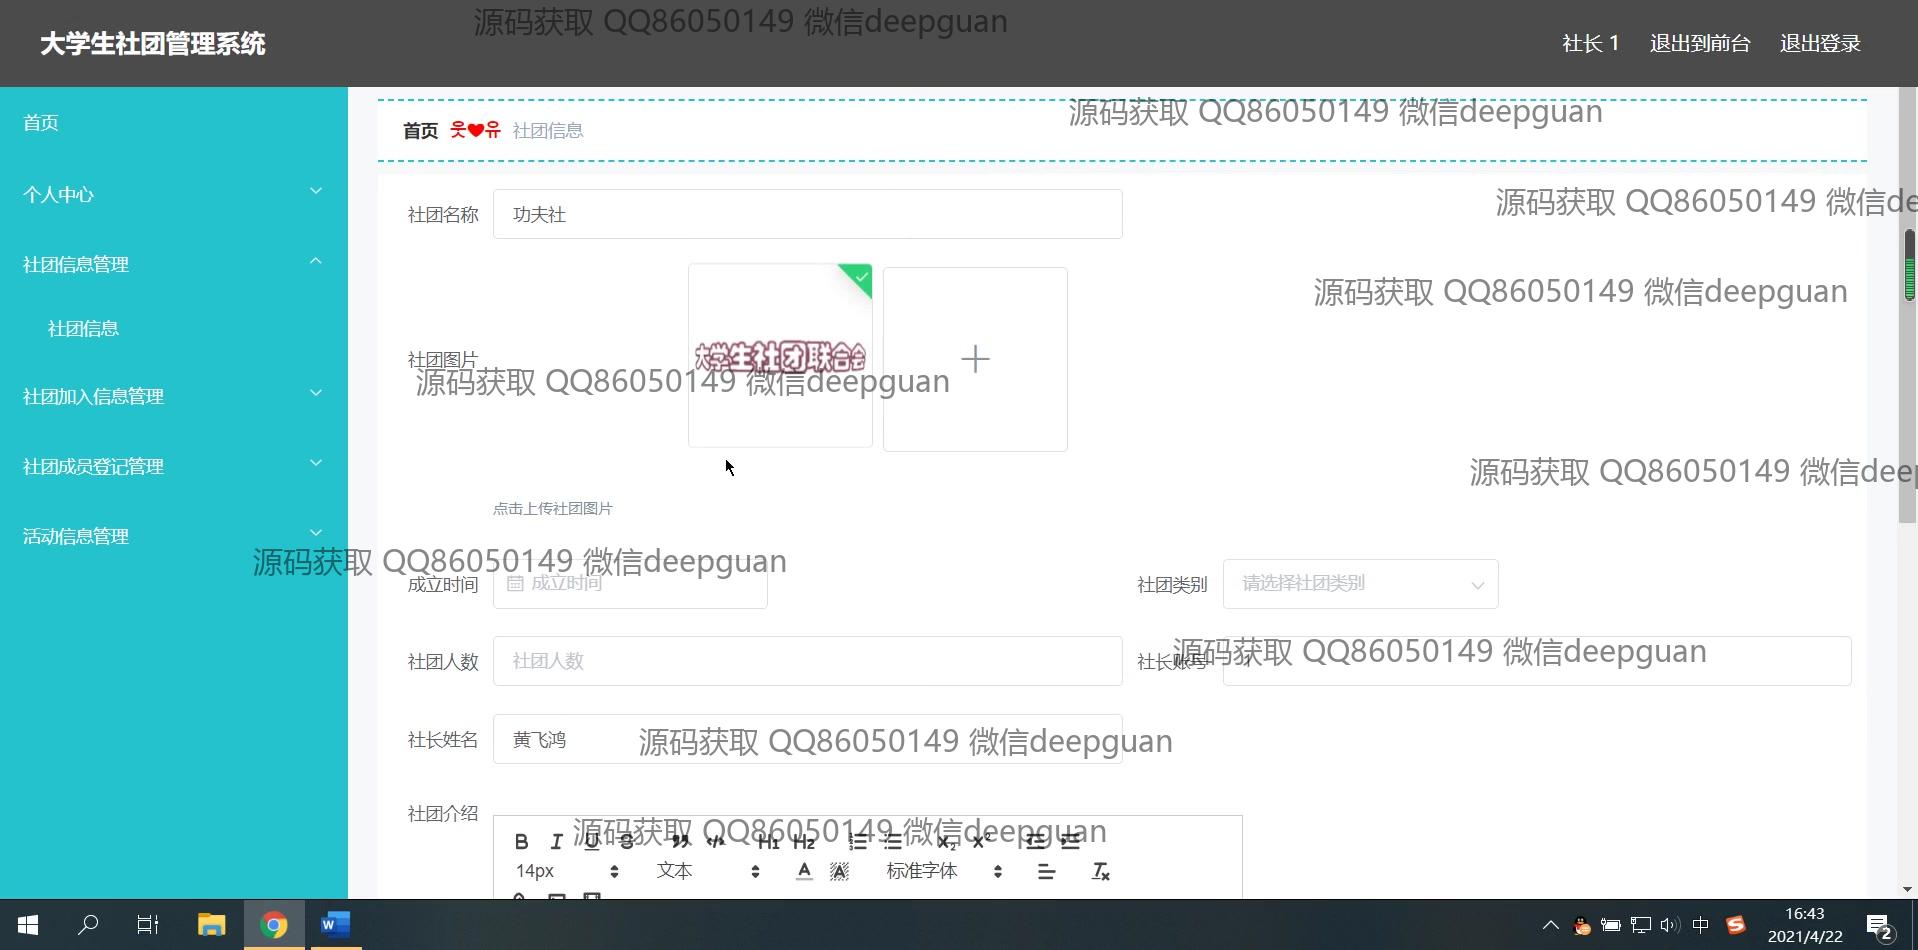 源码获取 QQ86050149 微信deepguan
大学生社团管理系统
社长 1
退出到前台
退出登录
首页
个人中心
社团信息管理
社团信息
社团加入信息管理
社团成员登记管理
活动信息管理
源码获取 QQ86050149 微信deepguan
首页 웃❤유 社团信息
源码获取 QQ86050149 微信de
社团名称 功夫社
源码获取 QQ86050149 微信deepguan
社团图片
大学生社团联合会
源码获取 QQ86050149 微信deepguan
源码获取 QQ86050149 微信deep
点击上传社团图片
源码获取 QQ86050149 微信deepguan
成立时间 成立时间
社团类别 请选择社团类别
源码获取 QQ86050149 微信deepguan
社团人数 社团人数
社长账号 1
社长姓名 黄飞鸿
源码获取 QQ86050149 微信deepguan
社团介绍
源码获取 QQ86050149 微信deepguan
B I U S H1 H2 X2 X2
14px 文本 A A 标准字体 Tx
中
16:43
2021/4/22
2